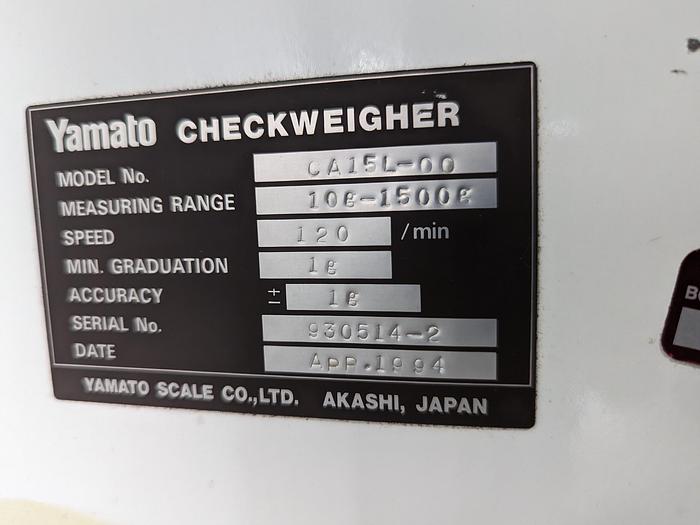 Yamato CHECKWEIGHER
MODEL No. CA15L-00
MEASURING RANGE 10g-1500g
SPEED 120 /min
MIN. GRADUATION 1g
ACCURACY ± 1g
SERIAL No. 930514-2
DATE APP.1994
YAMATO SCALE CO.,LTD. AKASHI, JAPAN